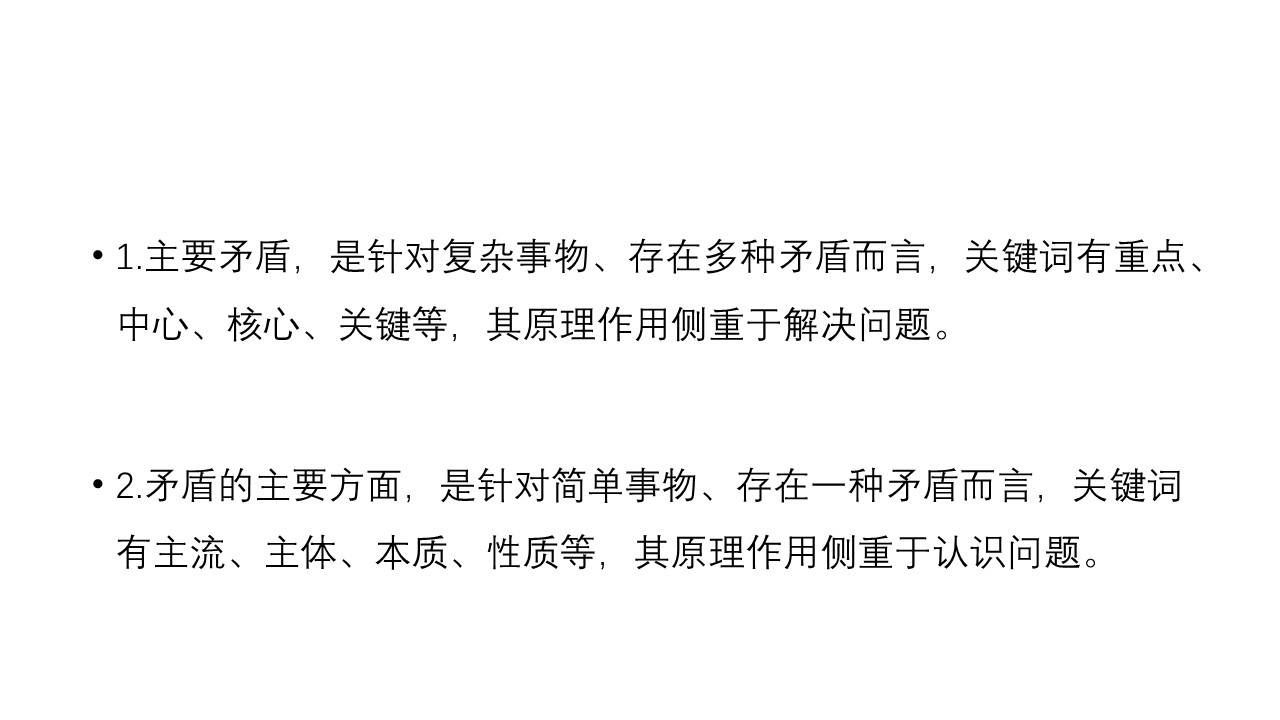 • 1.主要矛盾，是针对复杂事物、存在多种矛盾而言，关键词有重点、
中心、核心、关键等，其原理作用侧重于解决问题。
• 2.矛盾的主要方面，是针对简单事物、存在一种矛盾而言，关键词
有主流、主体、本质、性质等，其原理作用侧重于认识问题。